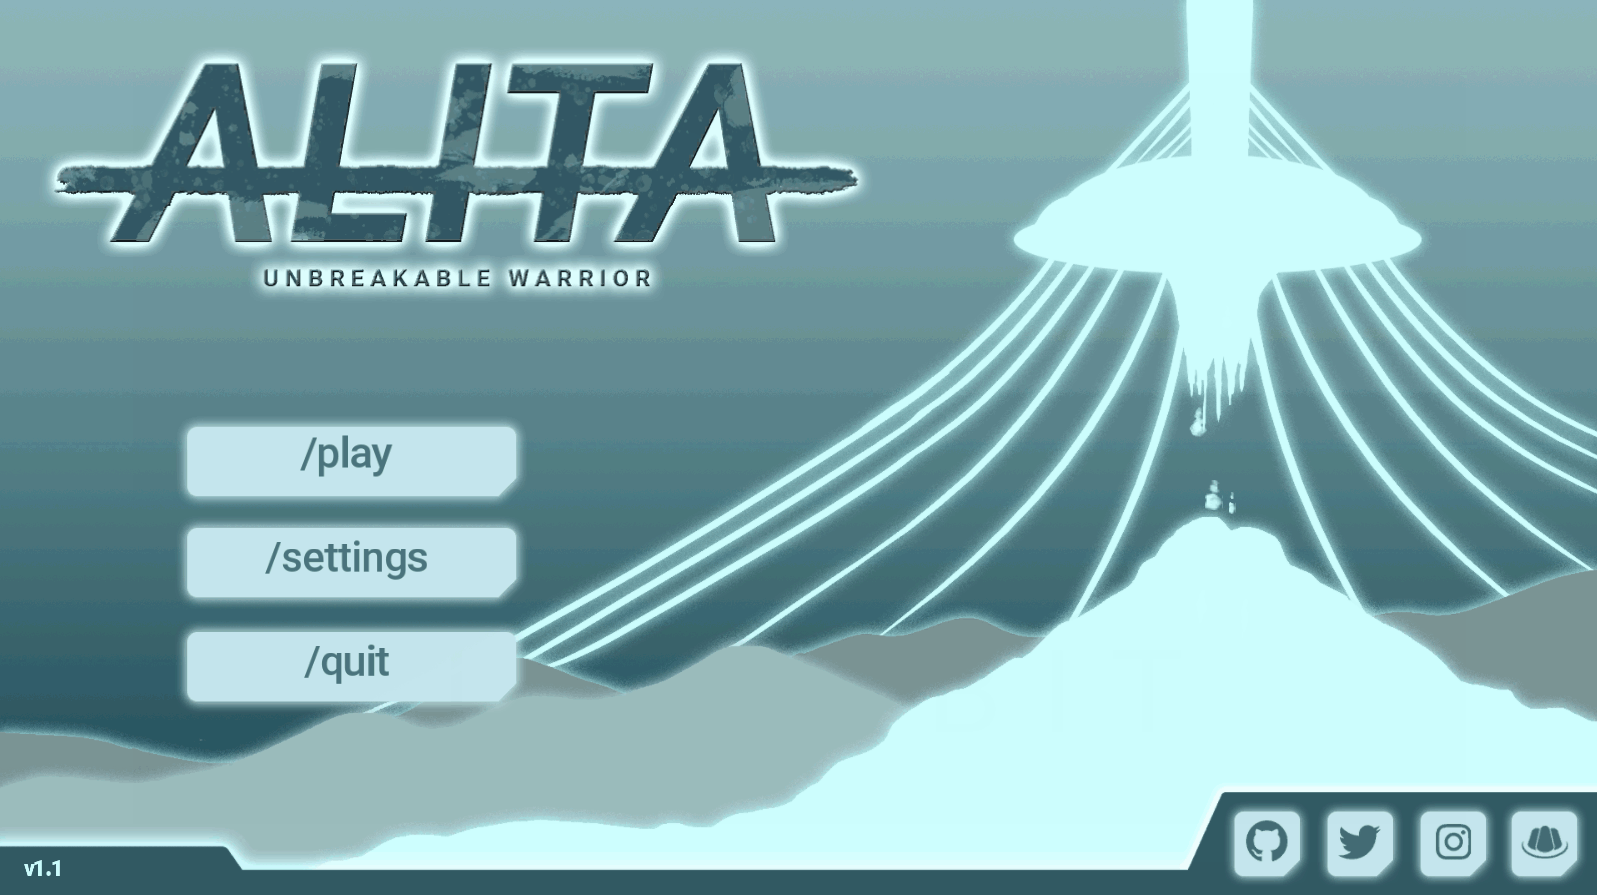 ALITA
UNBREAKABLE WARRIOR
/play
/settings
/quit
v1.1